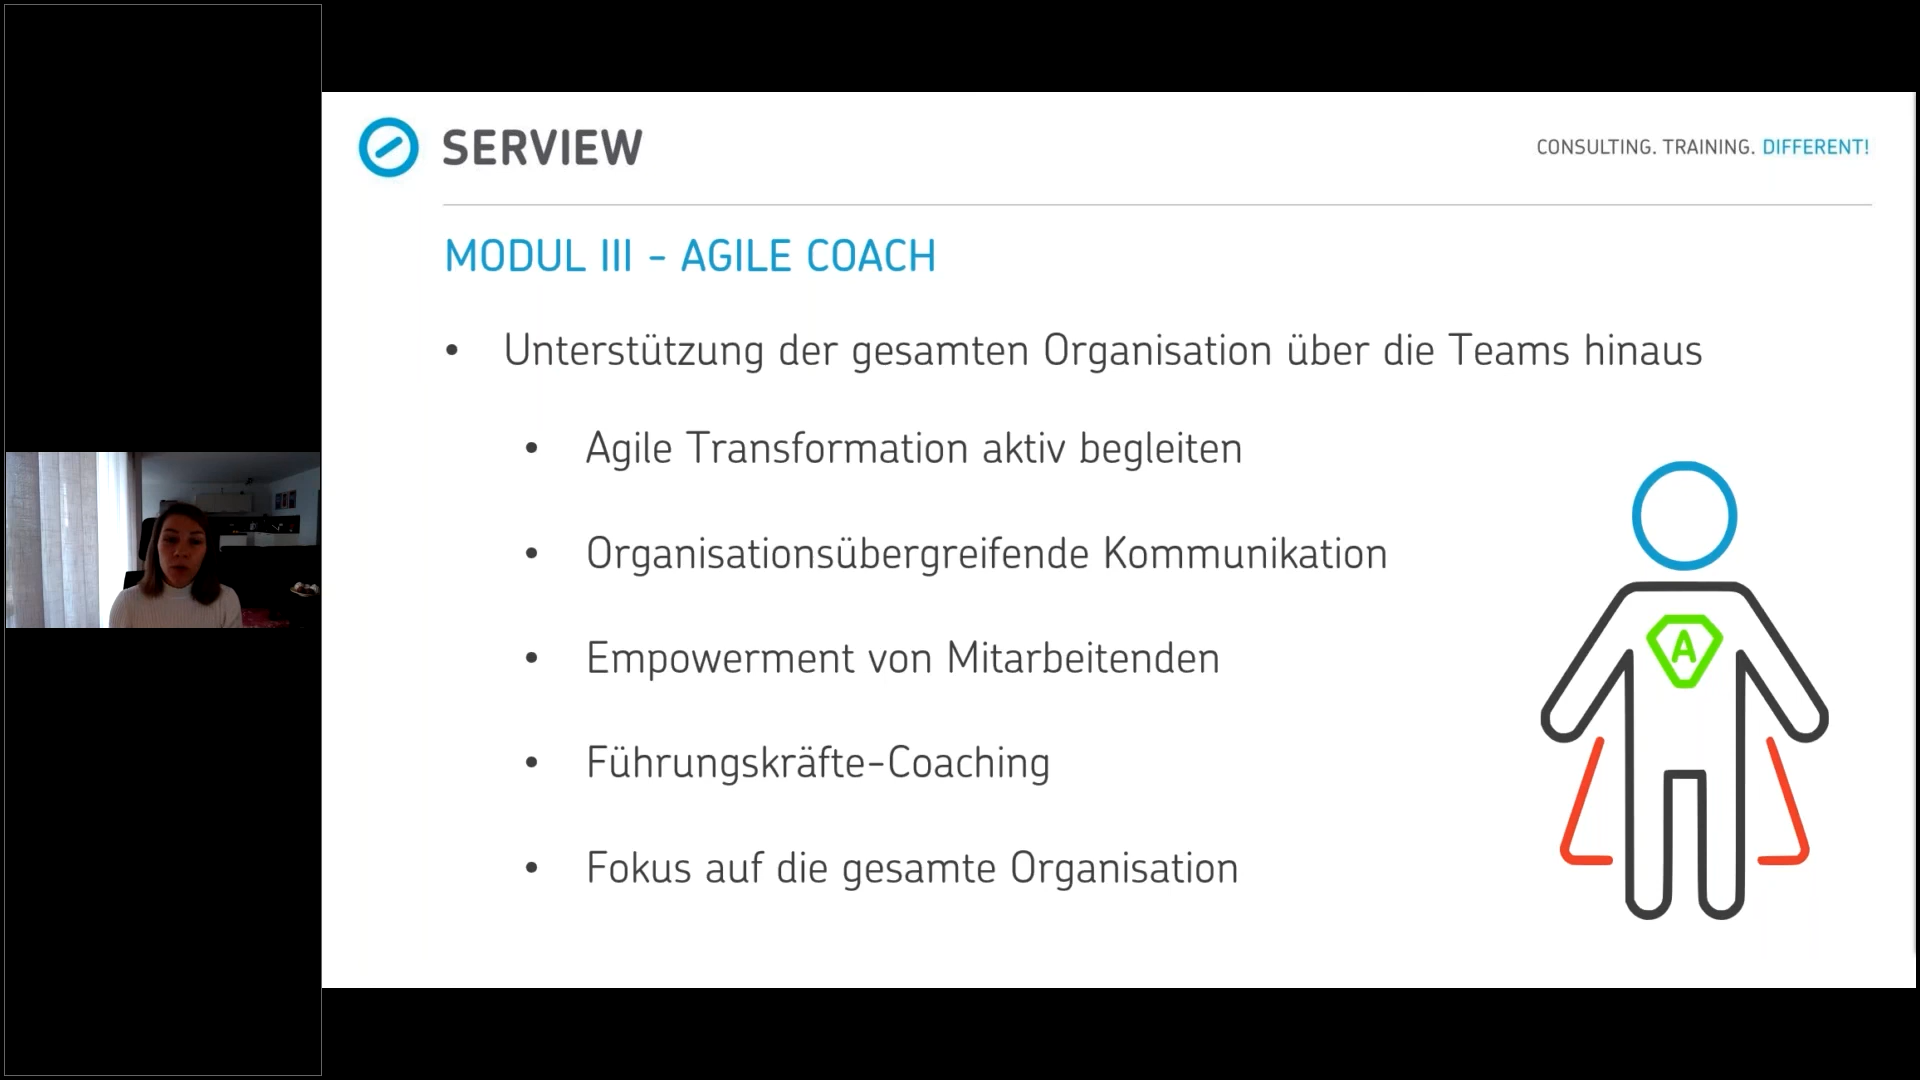 SERVIEW
CONSULTING. TRAINING. DIFFERENT!
MODUL III - AGILE COACH
• Unterstützung der gesamten Organisation über die Teams hinaus
• Agile Transformation aktiv begleiten
• Organisationsübergreifende Kommunikation
• Empowerment von Mitarbeitenden
• Führungskräfte-Coaching
• Fokus auf die gesamte Organisation
A